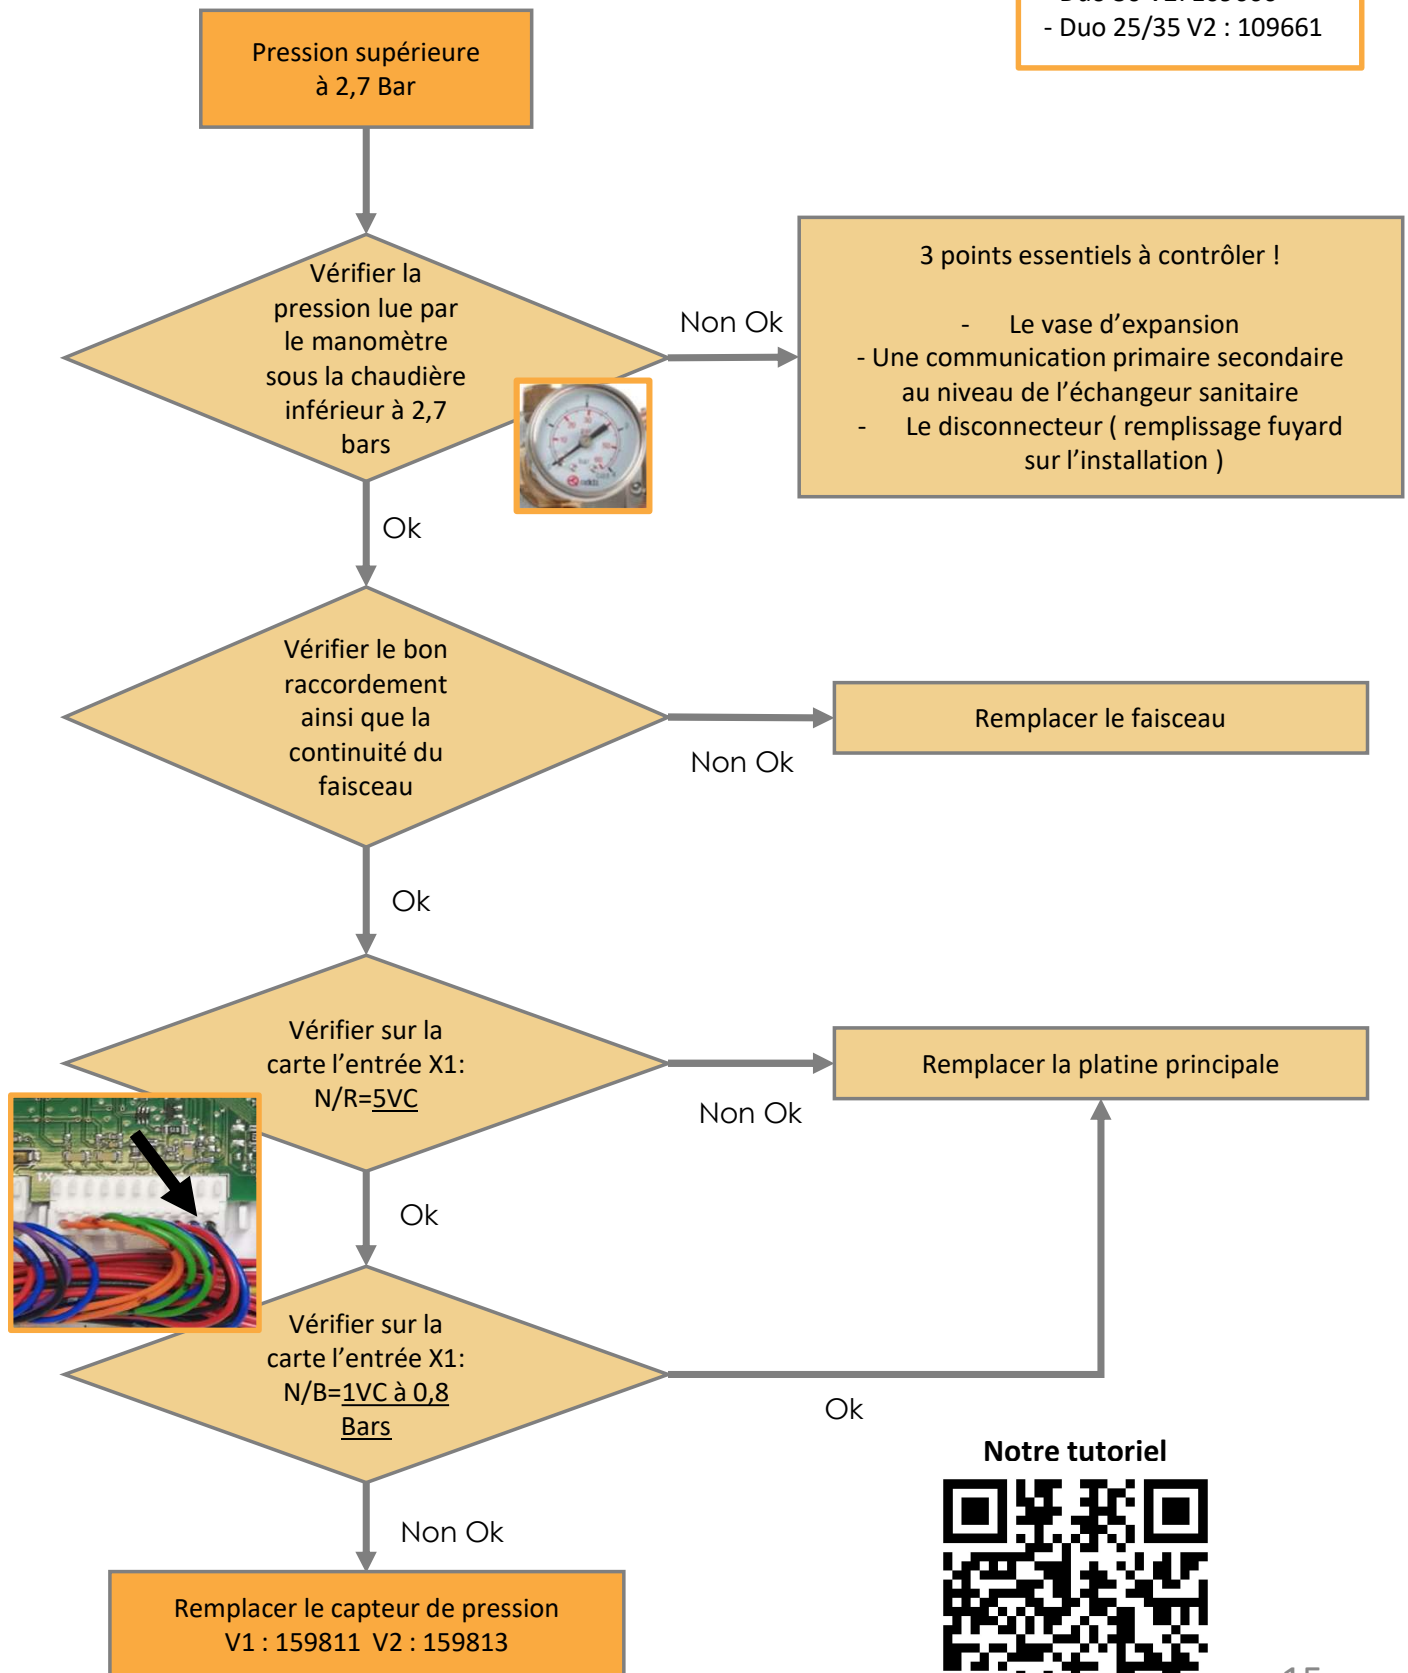 - Duo 25/35 V2 : 109661
Pression supérieure
à 2,7 Bar
Vérifier la
pression lue par
le manomètre
sous la chaudière
inférieur à 2,7
bars
Non Ok
3 points essentiels à contrôler !
- Le vase d’expansion
- Une communication primaire secondaire
au niveau de l’échangeur sanitaire
- Le disconnecteur ( remplissage fuyard
sur l’installation )
Ok
Vérifier le bon
raccordement
ainsi que la
continuité du
faisceau
Non Ok
Remplacer le faisceau
Ok
Vérifier sur la
carte l’entrée X1:
N/R=5VC
Non Ok
Remplacer la platine principale
Ok
Vérifier sur la
carte l’entrée X1:
N/B=1VC à 0,8
Bars
Ok
Notre tutoriel
Non Ok
Remplacer le capteur de pression
V1 : 159811 V2 : 159813